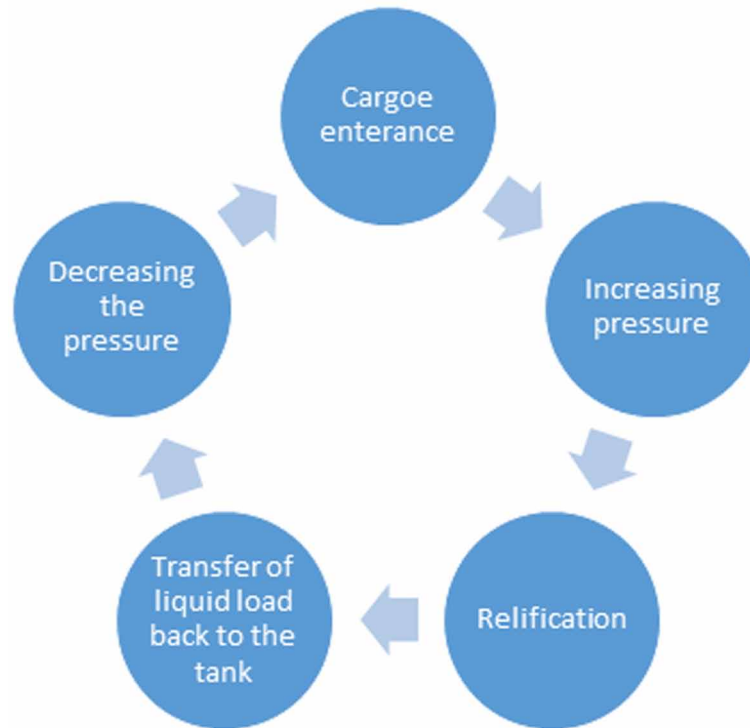 Cargoe
enterance
Increasing
pressure
Relification
Transfer of
liquid load
back to the
tank
Decreasing
the
pressure